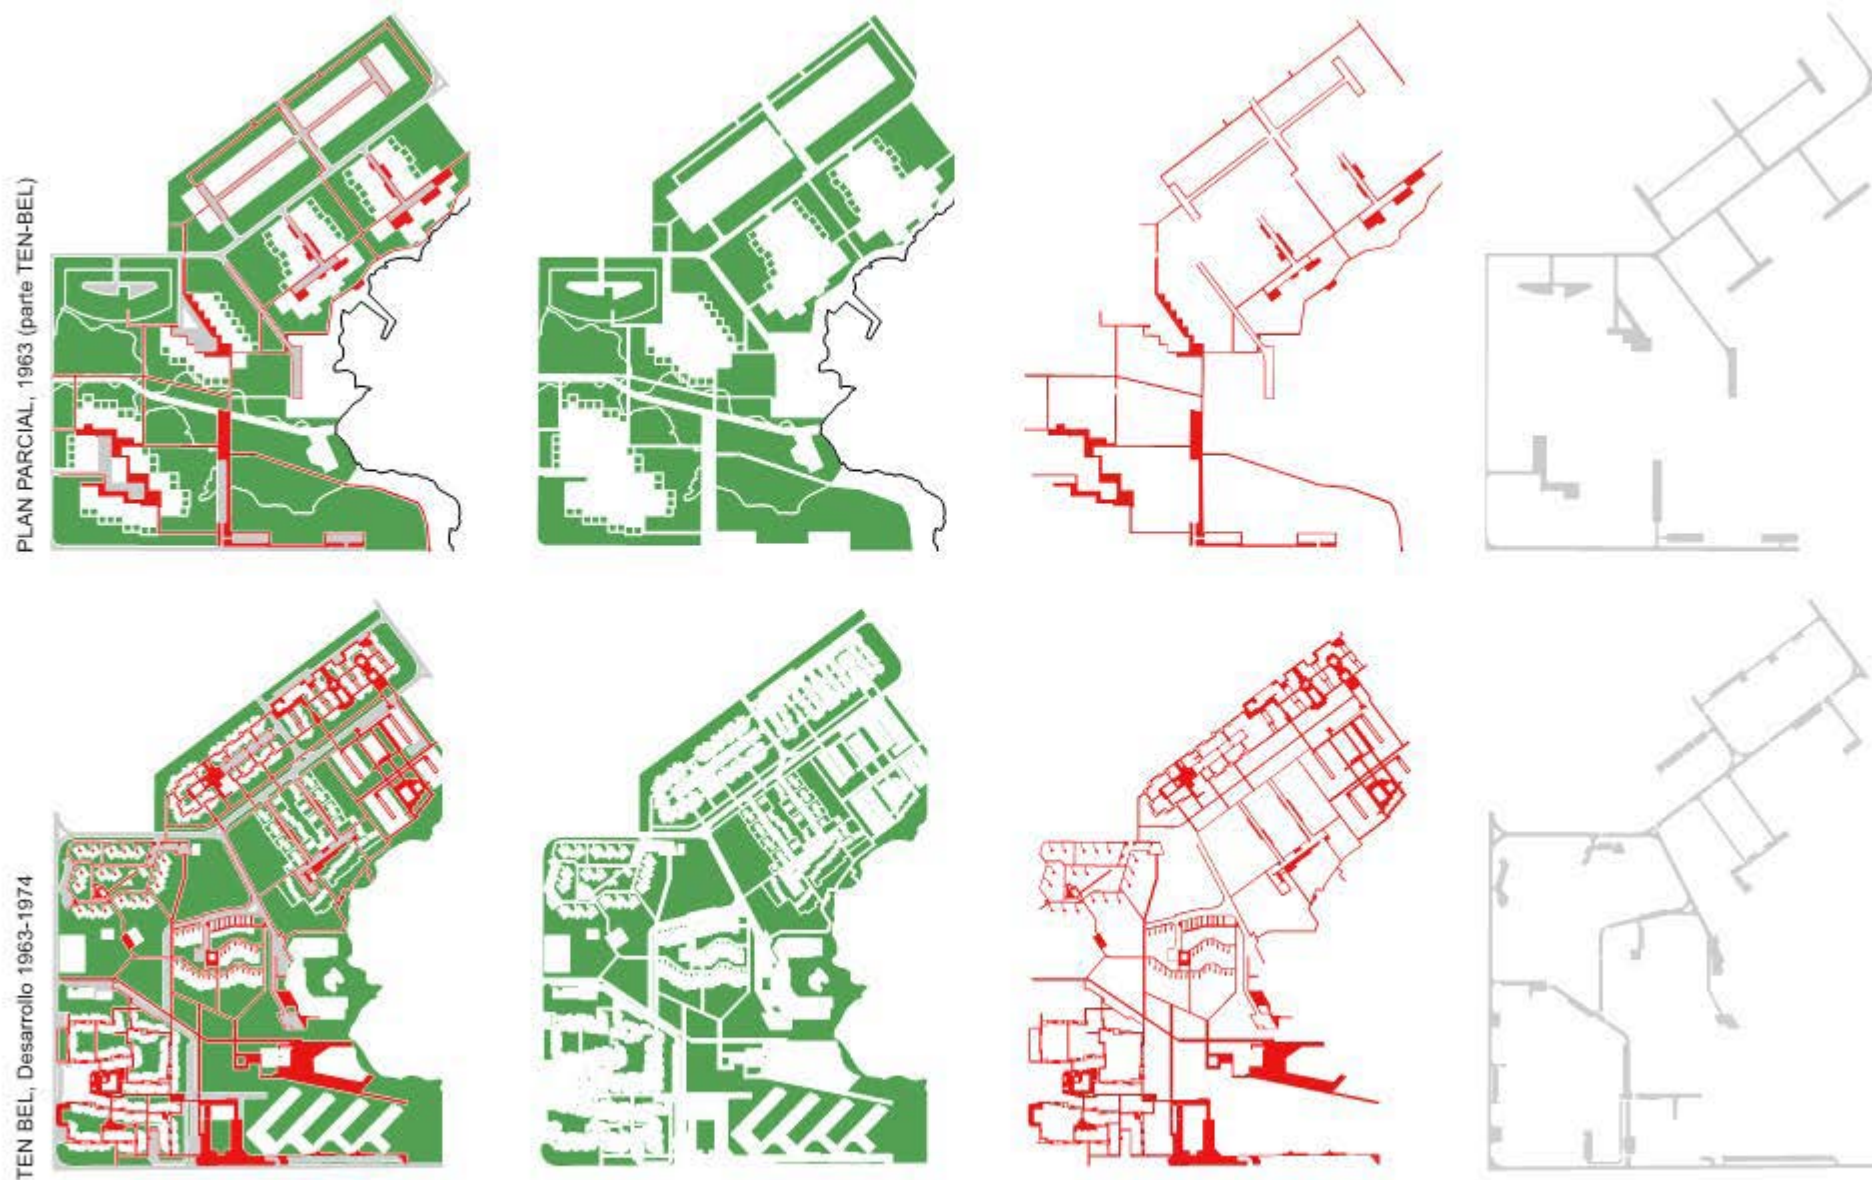 PLAN PARCIAL, 1963 (parte TEN-BEL)
TEN BEL, Desarrollo 1963-1974